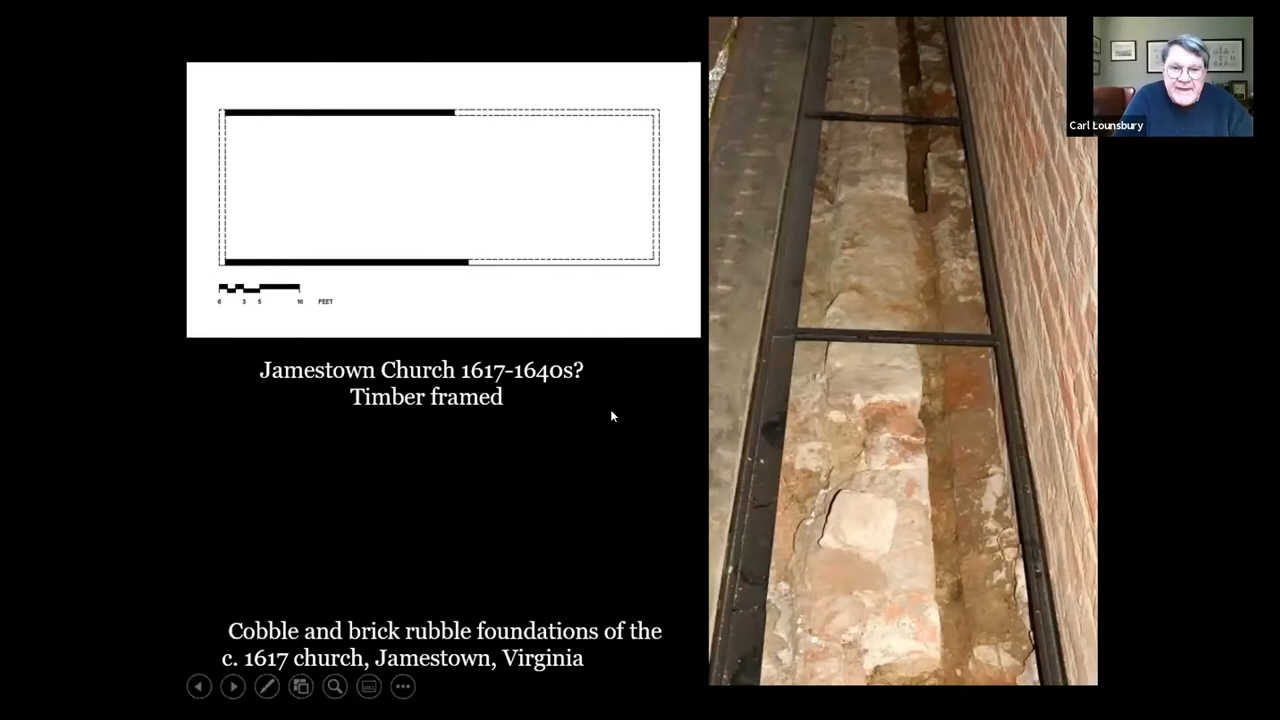 0 3 5 10 FEET
Jamestown Church 1617-1640s?
Timber framed
Cobble and brick rubble foundations of the
c. 1617 church, Jamestown, Virginia
Carl Lounsbury